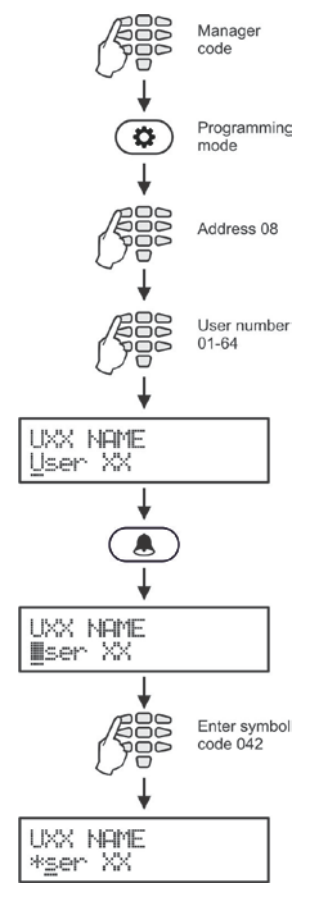 Manager
code
Programming
mode
Address 08
User number
01-64
UXX NAME
User XX
UXX NAME
ser XX
Enter symbol
code 042
UXX NAME
*ser XX